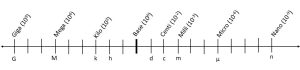 Giga (10⁹) Mega (10⁶) Kilo (10³) Base (10⁰) Centi (10⁻²) Milli (10⁻³) Micro (10⁻⁶) Nano (10⁻⁹)
G M k h d c m μ n